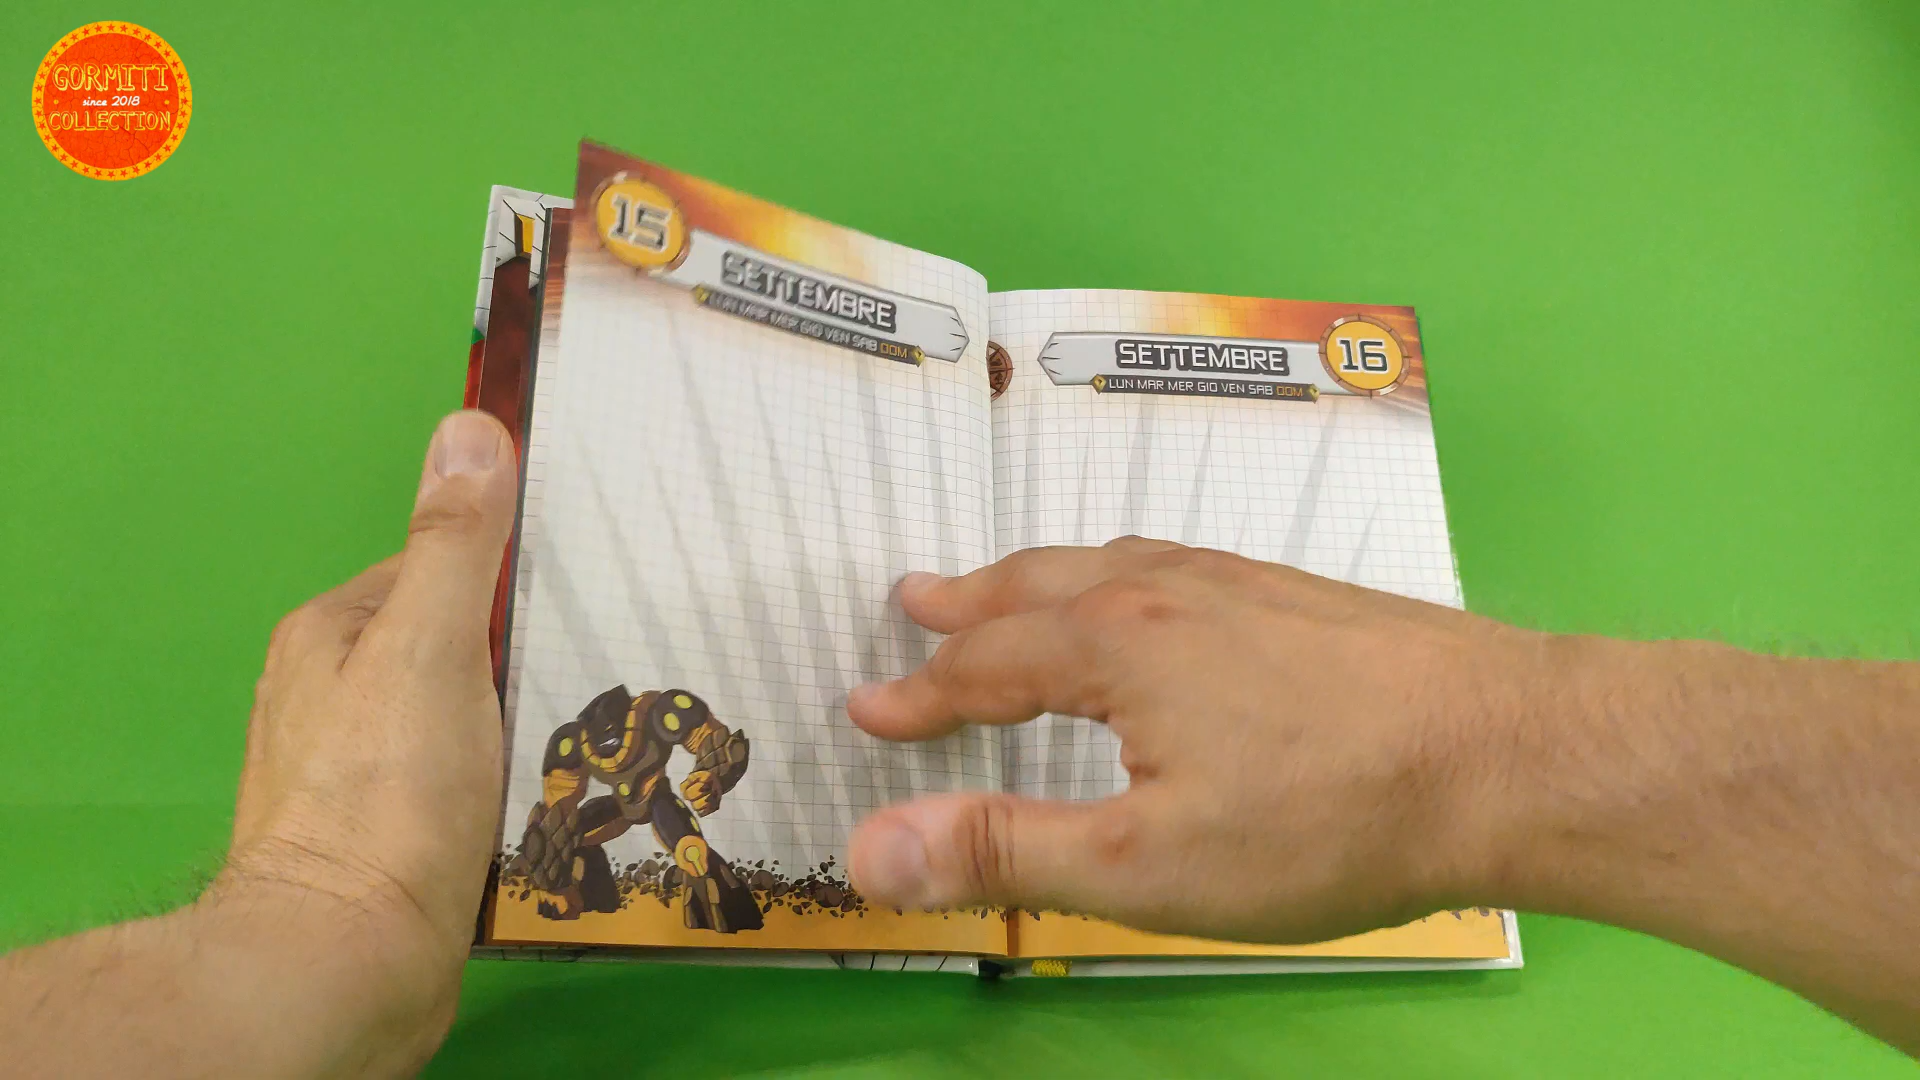 GORMITI
since 2018
COLLECTION
15
SETTEMBRE
LUN MAR MER GIO VEN SAB DOM
SETTEMBRE
16
LUN MAR MER GIO VEN SAB DOM